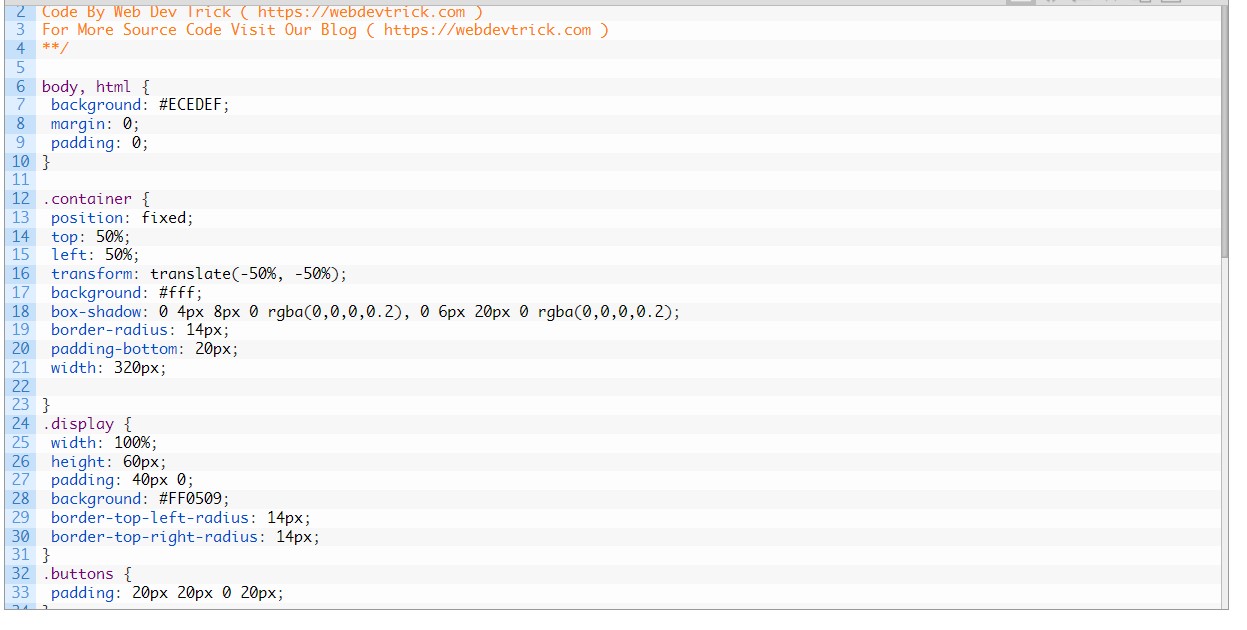 2 Code By Web Dev Trick ( https://webdevtrick.com )
3 For More Source Code Visit Our Blog ( https://webdevtrick.com )
4 **/
5
6 body, html {
7 background: #ECEDEF;
8 margin: 0;
9 padding: 0;
10 }
11
12 .container {
13 position: fixed;
14 top: 50%;
15 left: 50%;
16 transform: translate(-50%, -50%);
17 background: #fff;
18 box-shadow: 0 4px 8px 0 rgba(0,0,0,0.2), 0 6px 20px 0 rgba(0,0,0,0.2);
19 border-radius: 14px;
20 padding-bottom: 20px;
21 width: 320px;
22
23 }
24 .display {
25 width: 100%;
26 height: 60px;
27 padding: 40px 0;
28 background: #FF0509;
29 border-top-left-radius: 14px;
30 border-top-right-radius: 14px;
31 }
32 .buttons {
33 padding: 20px 20px 0 20px;